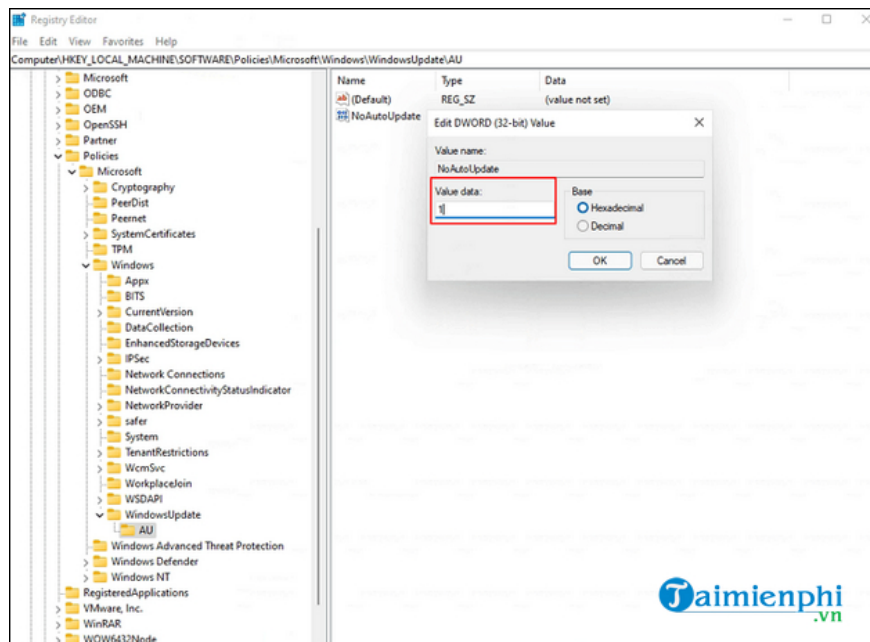 Registry Editor
File Edit View Favorites Help
Computer\HKEY_LOCAL_MACHINE\SOFTWARE\Policies\Microsoft\Windows\WindowsUpdate\AU
Microsoft
ODBC
OEM
OpenSSH
Partner
Policies
Microsoft
Cryptography
PeerDist
Peernet
SystemCertificates
TPM
Windows
Appx
BITS
CurrentVersion
DataCollection
EnhancedStorageDevices
IPSec
Network Connections
NetworkConnectivityStatusIndicator
NetworkProvider
safer
System
TenantRestrictions
WcmSvc
WorkplaceJoin
WSDAPI
WindowsUpdate
AU
Windows Advanced Threat Protection
Windows Defender
Windows NT
RegisteredApplications
VMware, Inc.
WinRAR
WOW6432Node
Name Type Data
(Default) REG_SZ (value not set)
NoAutoUpdate
Edit DWORD (32-bit) Value
Value name:
NoAutoUpdate
Value data:
1
Base
Hexadecimal
Decimal
OK Cancel
Taimienphi
.vn